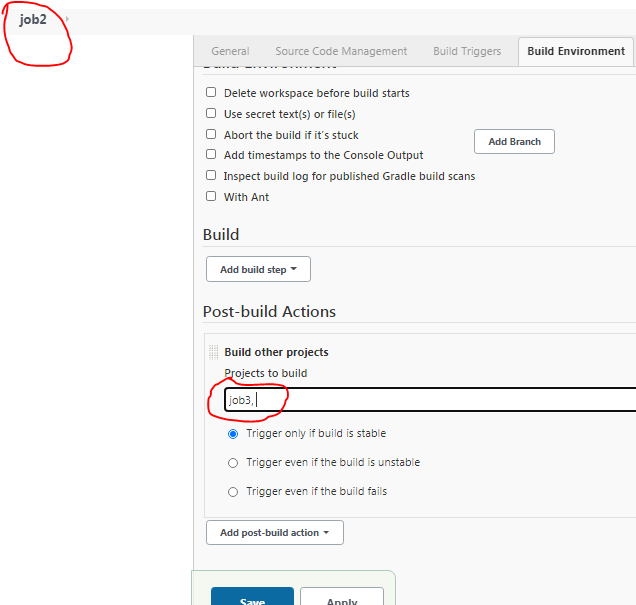 job2
General Source Code Management Build Triggers Build Environment
Build Environment
Delete workspace before build starts
Use secret text(s) or file(s)
Abort the build if it's stuck
Add Branch
Add timestamps to the Console Output
Inspect build log for published Gradle build scans
With Ant
Build
Add build step
Post-build Actions
Build other projects
Projects to build
job3,
Trigger only if build is stable
Trigger even if the build is unstable
Trigger even if the build fails
Add post-build action
Save Apply